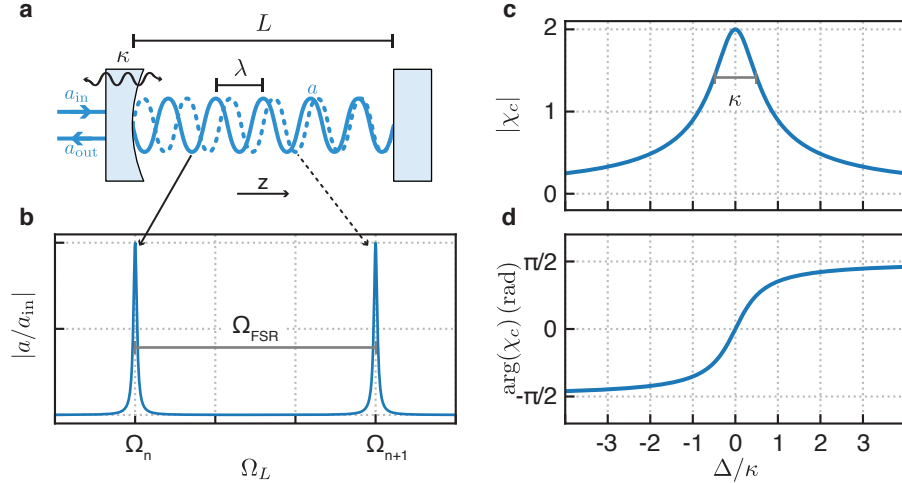 a
L
κ
λ
a
a_in
a_out
z
b
|a/a_in|
Ω_FSR
Ω_n
Ω_n+1
Ω_L
c
|χ_c|
2
1
0
κ
d
arg(χ_c) (rad)
π/2
0
-π/2
-3 -2 -1 0 1 2 3
Δ/κ